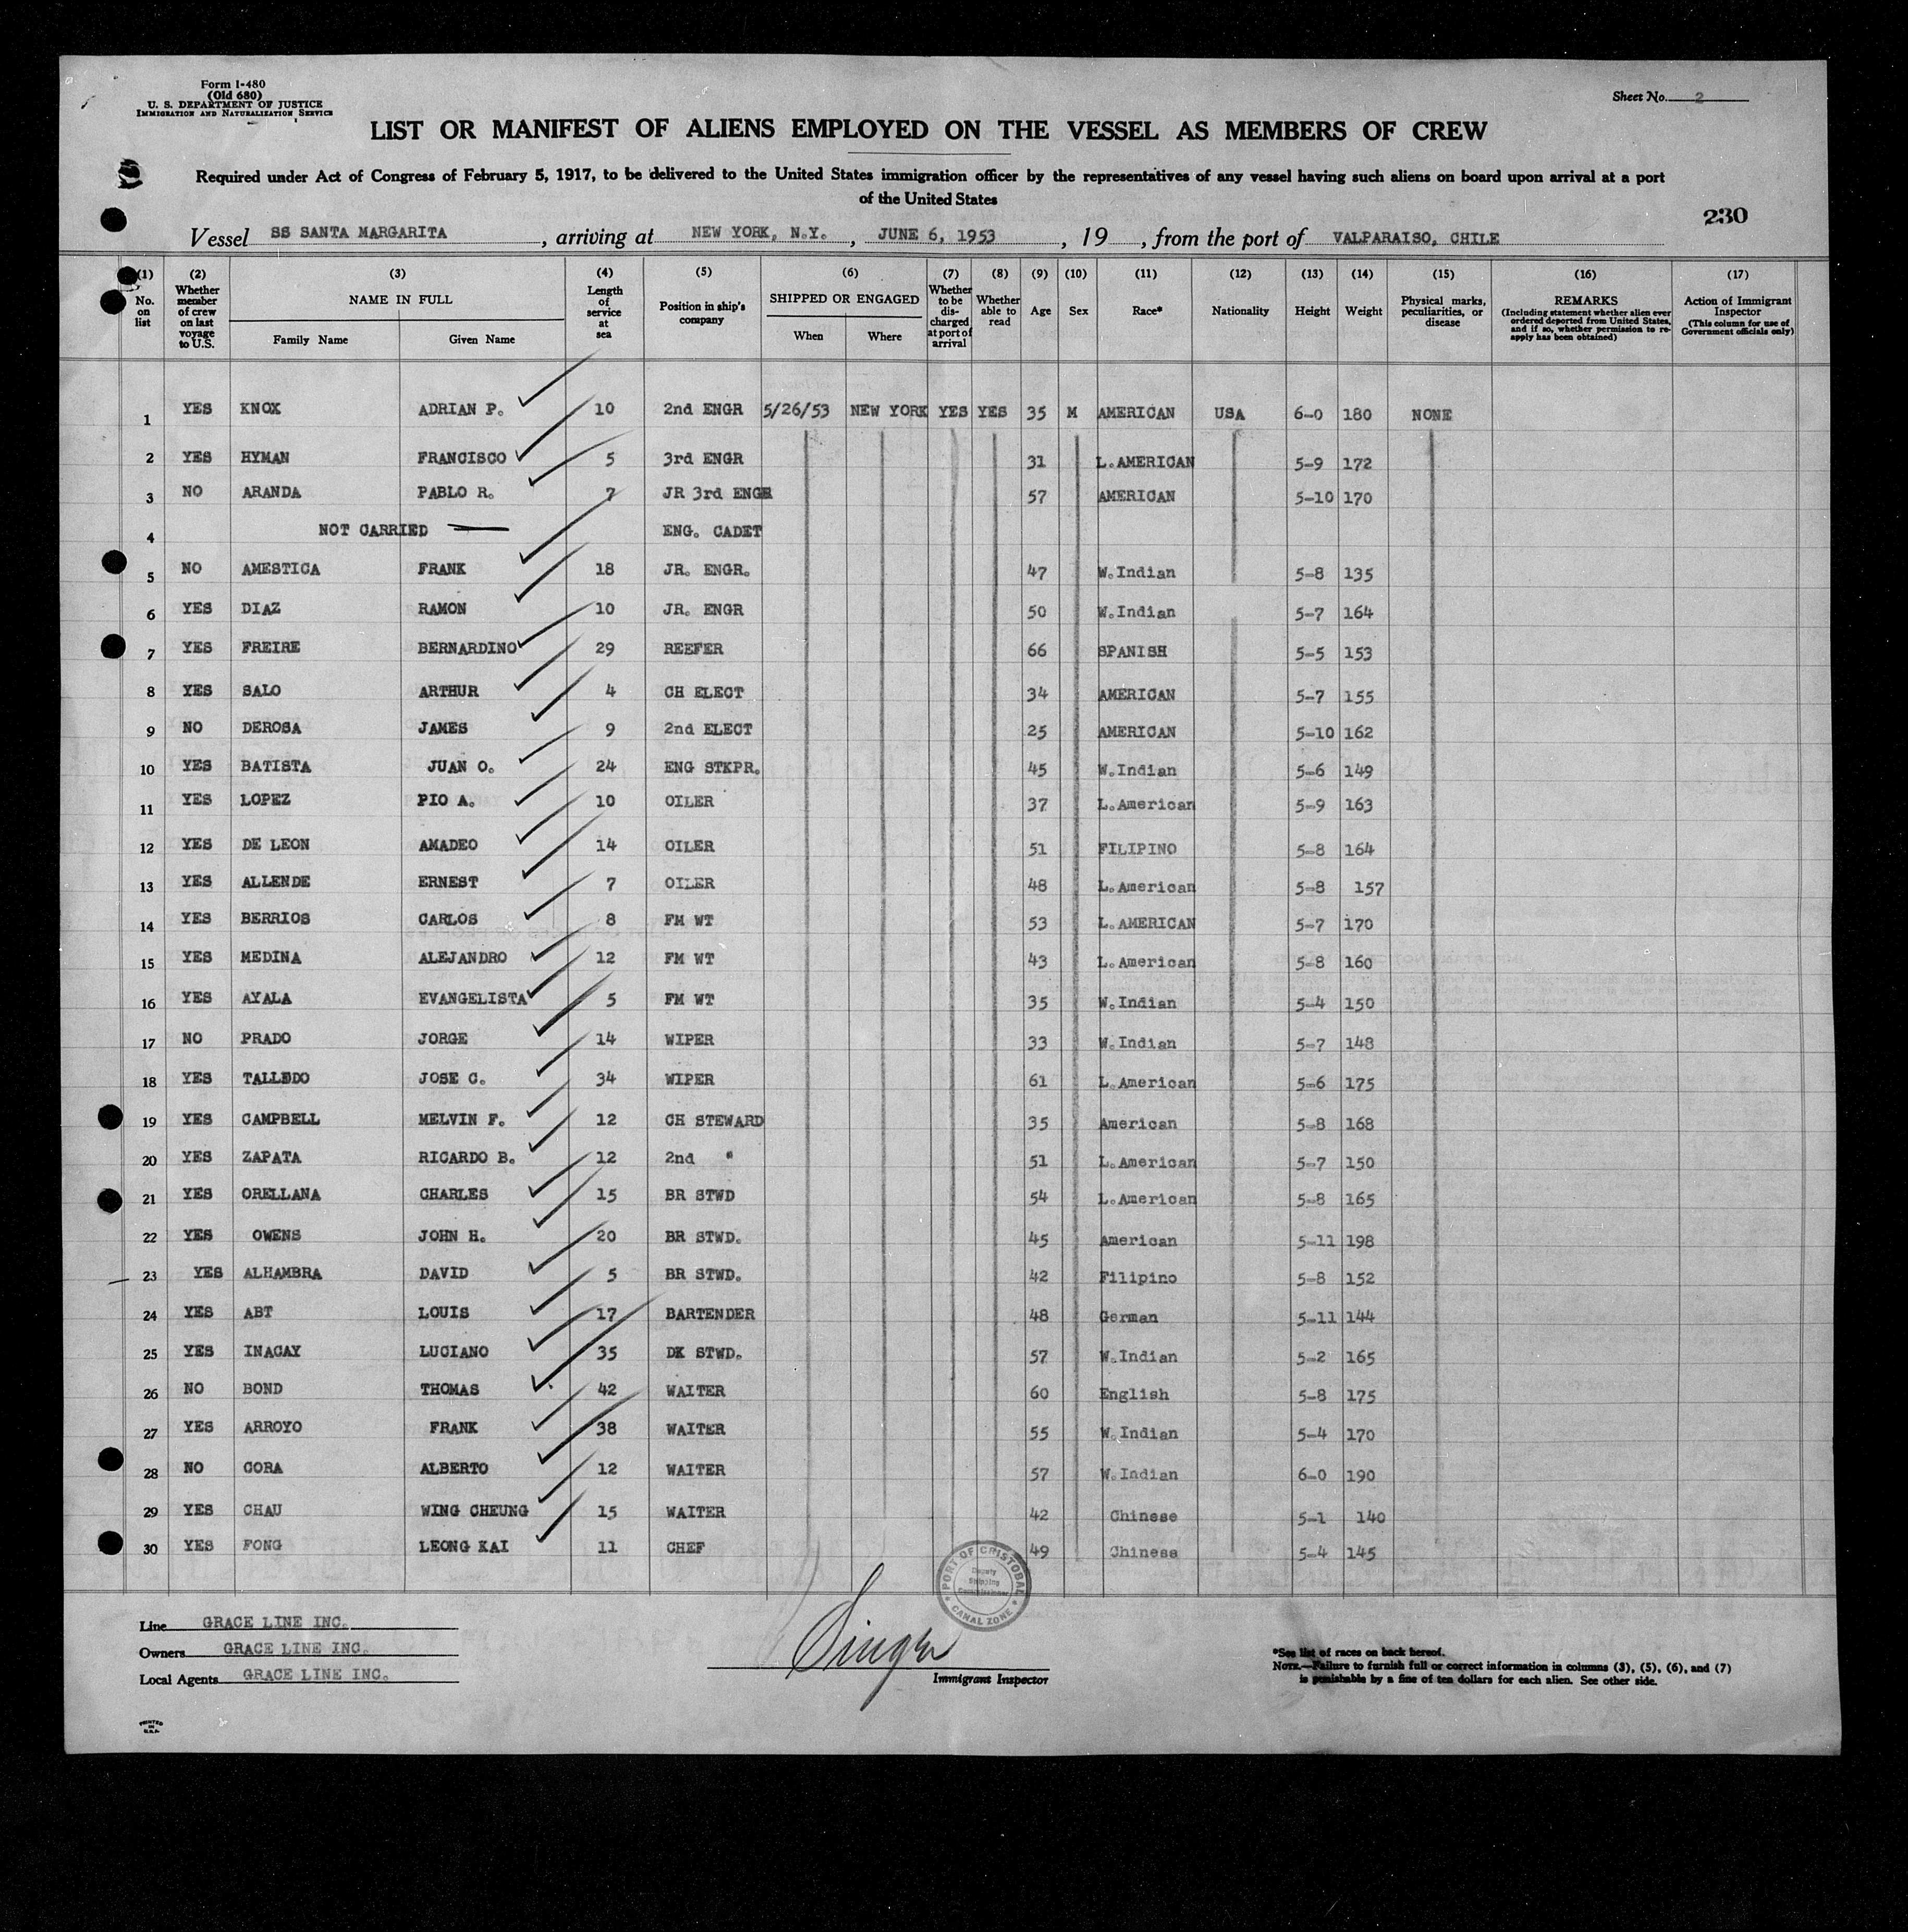 Form I-480
(Old 680)
U. S. DEPARTMENT OF JUSTICE
IMMIGRATION AND NATURALIZATION SERVICE
Sheet No. 2
LIST OR MANIFEST OF ALIENS EMPLOYED ON THE VESSEL AS MEMBERS OF CREW
Required under Act of Congress of February 5, 1917, to be delivered to the United States immigration officer by the representatives of any vessel having such aliens on board upon arrival at a port
of the United States
230
Vessel SS SANTA MARGARITA, arriving at NEW YORK, N.Y., JUNE 6, 1953, 19, from the port of VALPARAISO, CHILE
(1) No. on list
(2) Whether member of crew on last voyage to U.S.
(3) NAME IN FULL
Family Name Given Name
(4) Length of service at sea
(5) Position in ship's company
(6) SHIPPED OR ENGAGED
When Where
(7) Whether to be discharged at port of arrival
(8) Whether able to read
(9) Age
(10) Sex
(11) Race*
(12) Nationality
(13) Height
(14) Weight
(15) Physical marks, peculiarities, or disease
(16) REMARKS (Including statement whether alien ever ordered deported from United States, and if so, whether permission to re-apply has been obtained)
(17) Action of Immigrant Inspector (This column for use of Government officials only)
1 YES KNOX ADRIAN P. 10 2nd ENGR 5/26/53 NEW YORK YES YES 35 M AMERICAN USA 6-0 180 NONE
2 YES HYMAN FRANCISCO 5 3rd ENGR 31 L.AMERICAN 5-9 172
3 NO ARANDA PABLO R. 7 JR 3rd ENGR 57 AMERICAN 5-10 170
4 NOT CARRIED ENG. CADET
5 NO AMESTICA FRANK 18 JR. ENGR. 47 W.Indian 5-8 135
6 YES DIAZ RAMON 10 JR. ENGR 50 W.Indian 5-7 164
7 YES FREIRE BERNARDINO 29 REEFER 66 SPANISH 5-5 153
8 YES SALO ARTHUR 4 CH ELECT 34 AMERICAN 5-7 155
9 NO DEROSA JAMES 9 2nd ELECT 25 AMERICAN 5-10 162
10 YES BATISTA JUAN O. 24 ENG STKPR. 45 W.Indian 5-6 149
11 YES LOPEZ PIO A. 10 OILER 37 L.American 5-9 163
12 YES DE LEON AMADEO 14 OILER 51 FILIPINO 5-8 164
13 YES ALLENDE ERNEST 7 OILER 48 L.American 5-8 157
14 YES BERRIOS CARLOS 8 FM WT 53 L.AMERICAN 5-7 170
15 YES MEDINA ALEJANDRO 12 FM WT 43 L.American 5-8 160
16 YES AYALA EVANGELISTA 5 FM WT 35 W.Indian 5-4 150
17 NO PRADO JORGE 14 WIPER 33 W.Indian 5-7 148
18 YES TALLEDO JOSE C. 34 WIPER 61 L.American 5-6 175
19 YES CAMPBELL MELVIN F. 12 CH STEWARD 35 American 5-8 168
20 YES ZAPATA RICARDO B. 12 2nd " 51 L.American 5-7 150
21 YES ORELLANA CHARLES 15 BR STWD 54 L.American 5-8 165
22 YES OWENS JOHN H. 20 BR STWD. 45 American 5-11 198
23 YES ALHAMBRA DAVID 5 BR STWD. 42 Filipino 5-8 152
24 YES ABT LOUIS 17 BARTENDER 48 German 5-11 144
25 YES INACAY LUCIANO 35 DK STWD. 57 W.Indian 5-2 165
26 NO BOND THOMAS 42 WAITER 60 English 5-8 175
27 YES ARROYO FRANK 38 WAITER 55 W.Indian 5-4 170
28 NO CORA ALBERTO 12 WAITER 57 W.Indian 6-0 190
29 YES CHAU WING CHEUNG 15 WAITER 42 Chinese 5-1 140
30 YES FONG LEONG KAI 11 CHEF 49 Chinese 5-4 145
PORT OF CRISTOBAL
Deputy Shipping Commissioner
CANAL ZONE
Line GRACE LINE INC.
Owners GRACE LINE INC.
Local Agents GRACE LINE INC.
Singer
Immigrant Inspector
*See list of races on back hereof.
NOTE.—Failure to furnish full or correct information in columns (3), (5), (6), and (7)
is punishable by a fine of ten dollars for each alien. See other side.
PRINTED IN U.S.A.